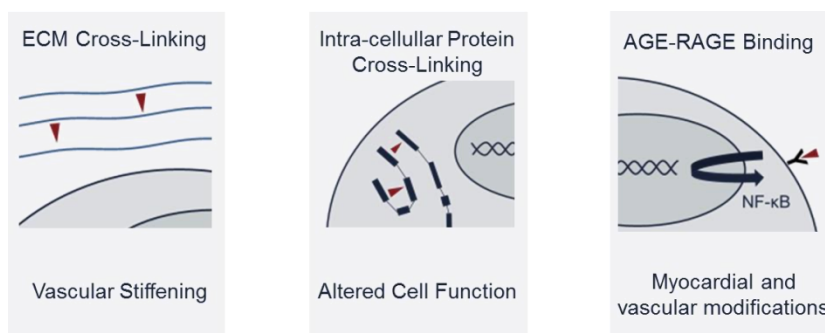 ECM Cross-Linking
Intra-cellullar Protein
Cross-Linking
AGE-RAGE Binding
NF-κB
Vascular Stiffening
Altered Cell Function
Myocardial and
vascular modifications